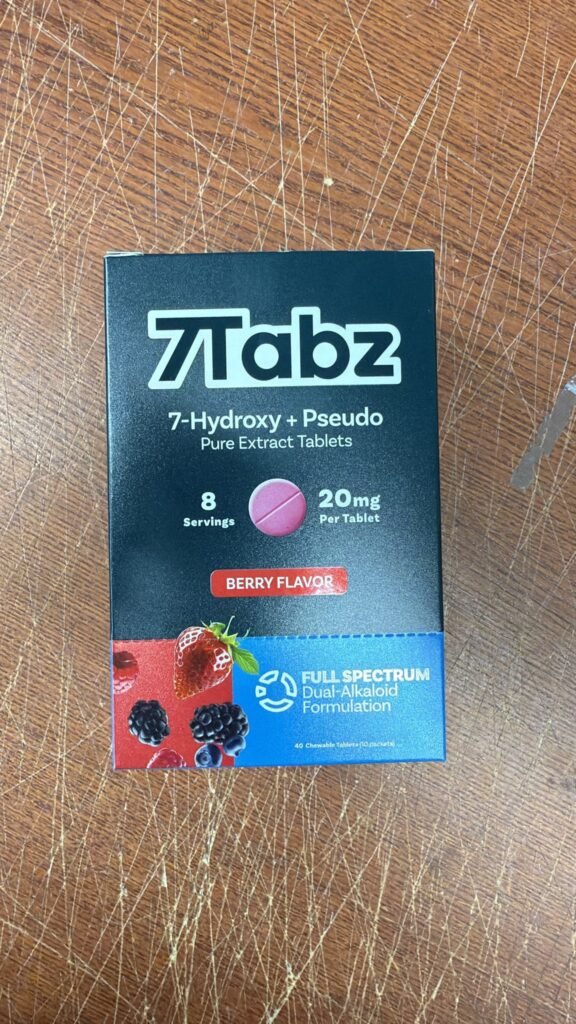 7Tabz
7-Hydroxy + Pseudo
Pure Extract Tablets
8
Servings
20mg
Per Tablet
BERRY FLAVOR
FULL SPECTRUM
Dual-Alkaloid
Formulation
40 Chewable Tablets (10 packets)